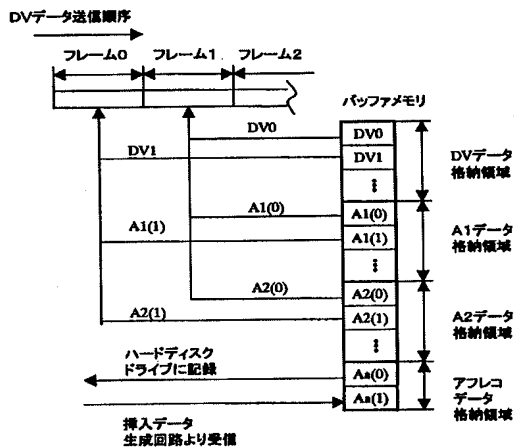 DVデータ送信順序
フレーム0 フレーム1 フレーム2
バッファメモリ
DV0
DV1
DV0
DV1
⋮
DVデータ
格納領域
A1(0)
A1(1)
A1(0)
A1(1)
⋮
A1データ
格納領域
A2(0)
A2(1)
A2(0)
A2(1)
⋮
A2データ
格納領域
ハードディスク
ドライブに記録
Aa(0)
Aa(1)
アフレコ
データ
格納領域
挿入データ
生成回路より受信